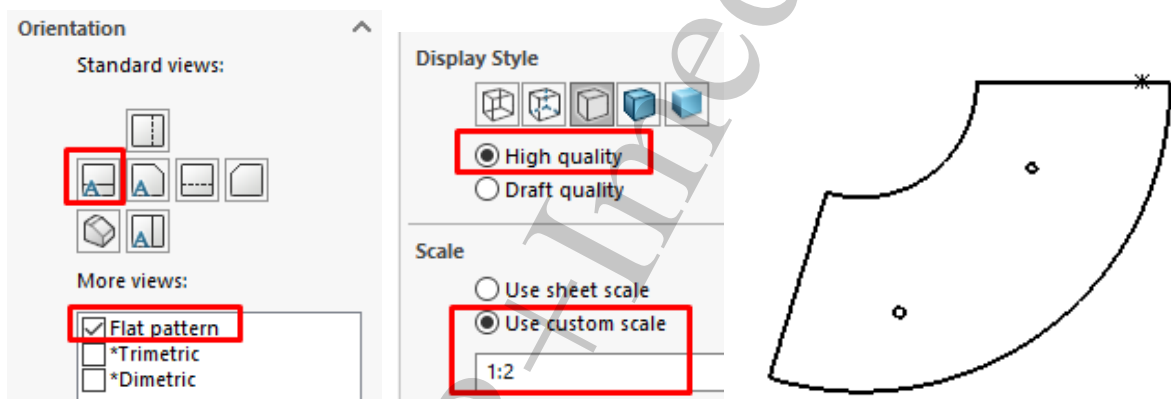 Orientation
Standard views:
A
A
A
More views:
Flat pattern
*Trimetric
*Dimetric
Display Style
High quality
Draft quality
Scale
Use sheet scale
Use custom scale
1:2